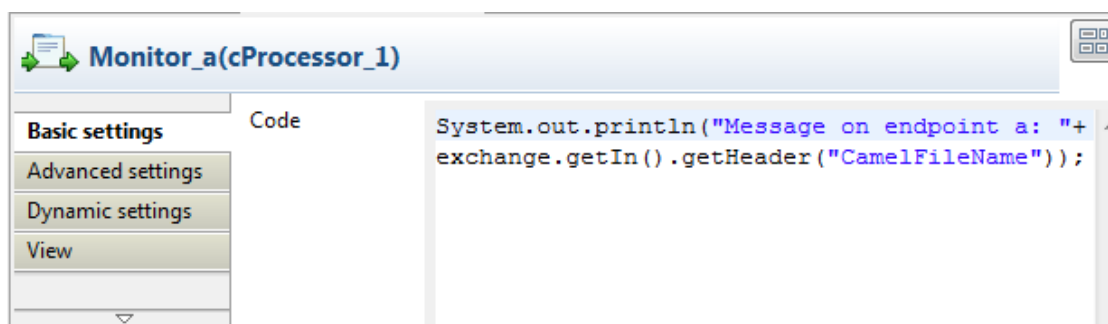 Monitor_a(cProcessor_1)
Basic settings
Advanced settings
Dynamic settings
View
Code
System.out.println("Message on endpoint a: "+
exchange.getIn().getHeader("CamelFileName"));